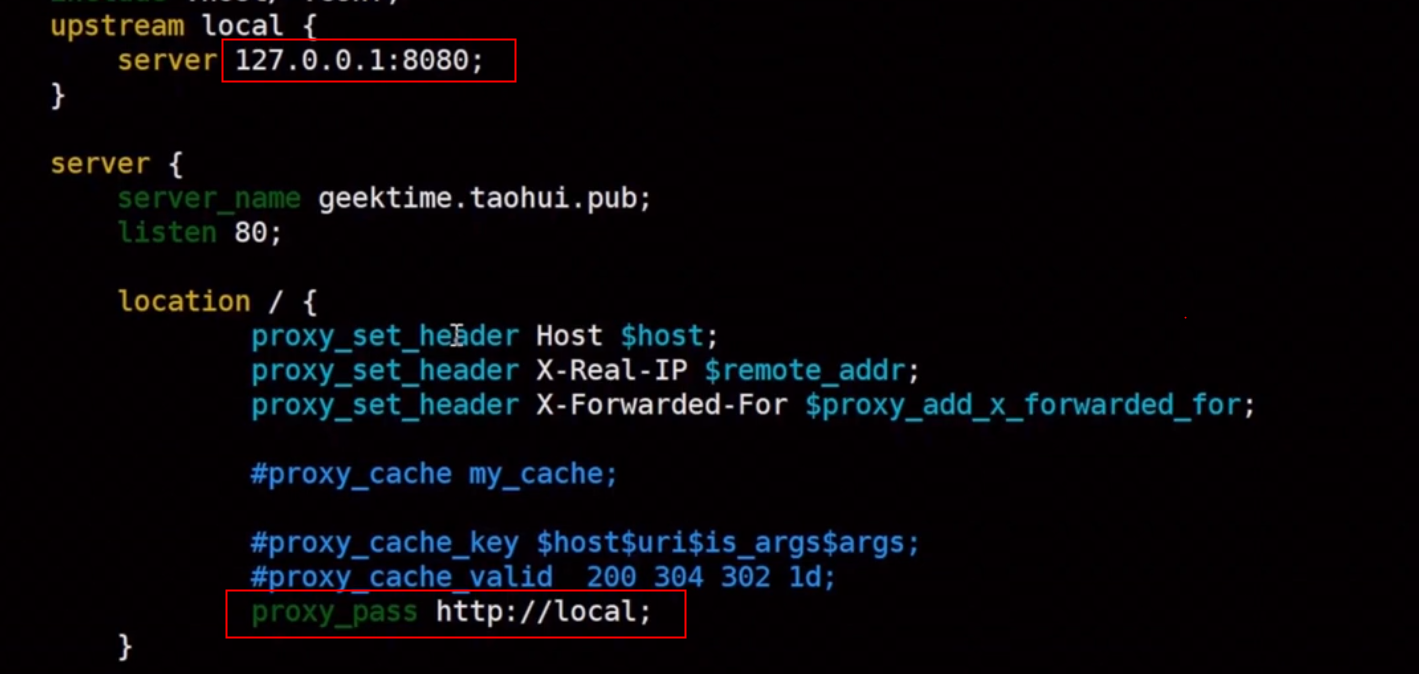 upstream local {
server 127.0.0.1:8080;
}
server {
server_name geektime.taohui.pub;
listen 80;
location / {
proxy_set_header Host $host;
proxy_set_header X-Real-IP $remote_addr;
proxy_set_header X-Forwarded-For $proxy_add_x_forwarded_for;
#proxy_cache my_cache;
#proxy_cache_key $host$uri$is_args$args;
#proxy_cache_valid  200 304 302 1d;
proxy_pass http://local;
}